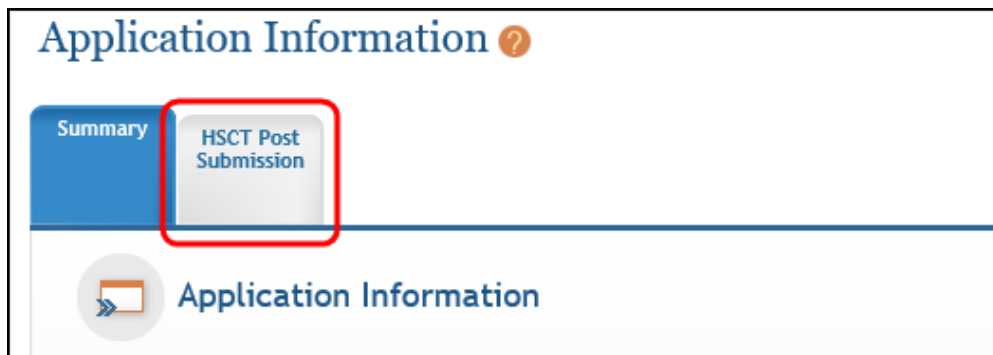 Application Information ?
Summary
HSCT Post
Submission
Application Information